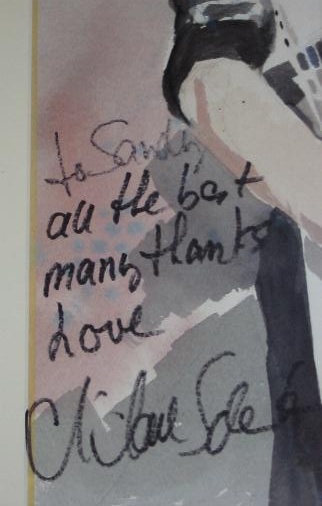 to Sandy
all the best
many thanks
Love